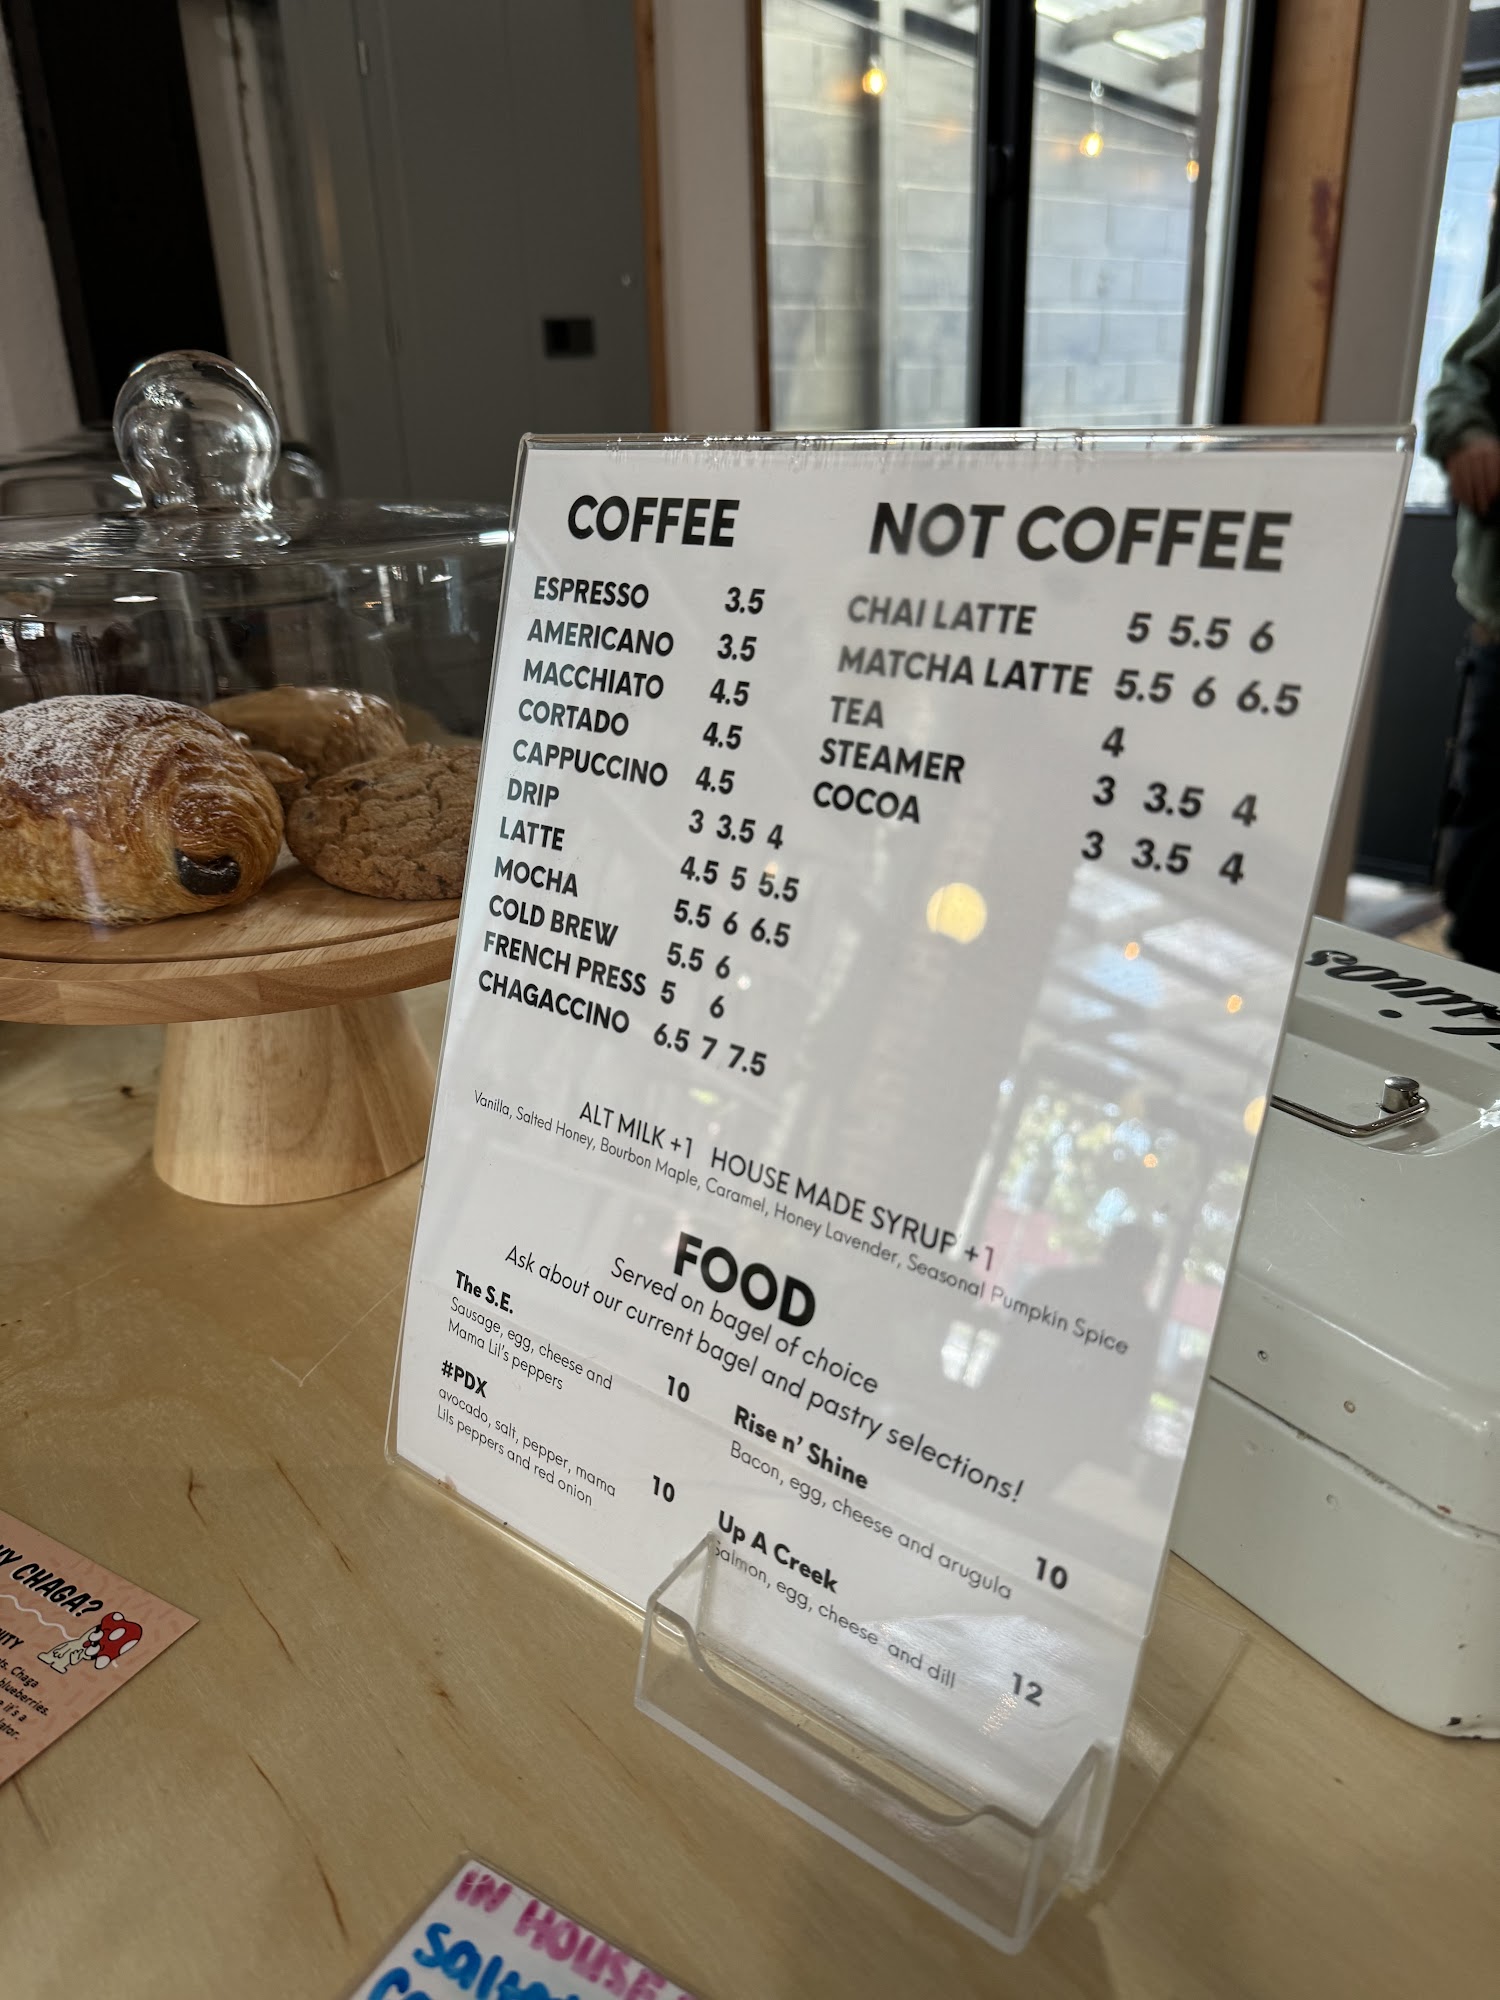 COFFEE
ESPRESSO 3.5
AMERICANO 3.5
MACCHIATO 4.5
CORTADO 4.5
CAPPUCCINO 4.5
DRIP 3 3.5 4
LATTE 4.5 5 5.5
MOCHA 5.5 6 6.5
COLD BREW 5.5 6
FRENCH PRESS 5 6
CHAGACCINO 6.5 7 7.5
NOT COFFEE
CHAI LATTE 5 5.5 6
MATCHA LATTE 5.5 6 6.5
TEA 4
STEAMER 3 3.5 4
COCOA 3 3.5 4
ALT MILK +1 HOUSE MADE SYRUP +1
Vanilla, Salted Honey, Bourbon Maple, Caramel, Honey Lavender, Seasonal Pumpkin Spice
FOOD
Served on bagel of choice
Ask about our current bagel and pastry selections!
The S.E.
Sausage, egg, cheese and
Mama Lil's peppers 10
#PDX
avocado, salt, pepper, mama
Lils peppers and red onion 10
Rise n' Shine
Bacon, egg, cheese and arugula 10
Up A Creek
Salmon, egg, cheese and dill 12
CHAGA?
Chaga
blueberries.
it's a
IN HOUSE